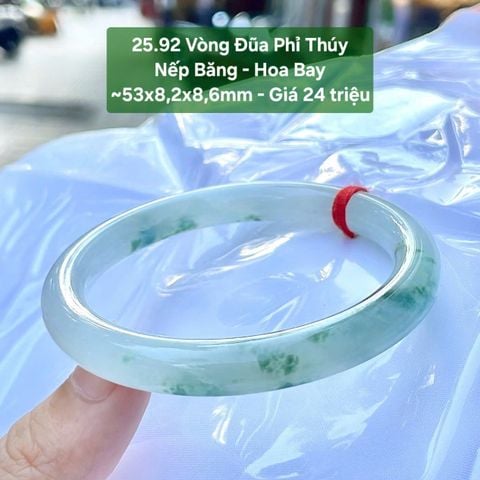 25.92 Vòng Đũa Phỉ Thúy
Nếp Băng - Hoa Bay
~53x8,2x8,6mm - Giá 24 triệu